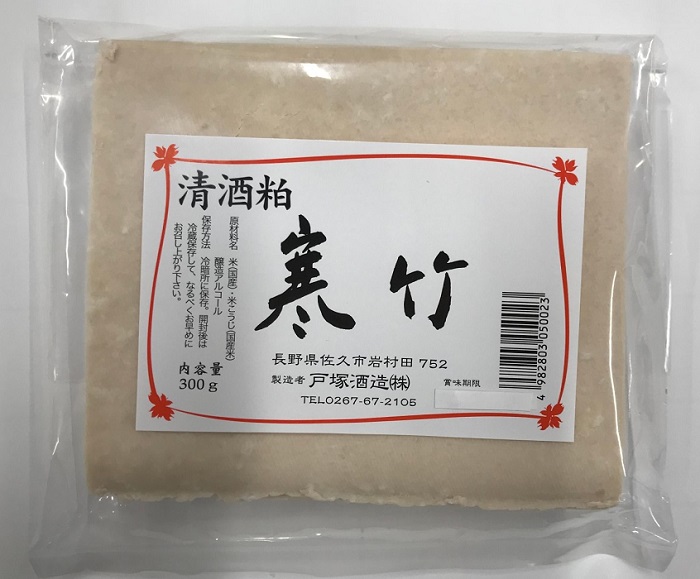 清酒粕
寒竹
原材料名 米(国産)・米こうじ(国産米)
醸造アルコール
保存方法 冷暗所に保存。開封後は
冷蔵保存して、なるべくお早めに
お召し上がり下さい。
内容量
300g
長野県佐久市岩村田 752
製造者 戸塚酒造㈱
TEL0267-67-2105
賞味期限
4 982803 050023